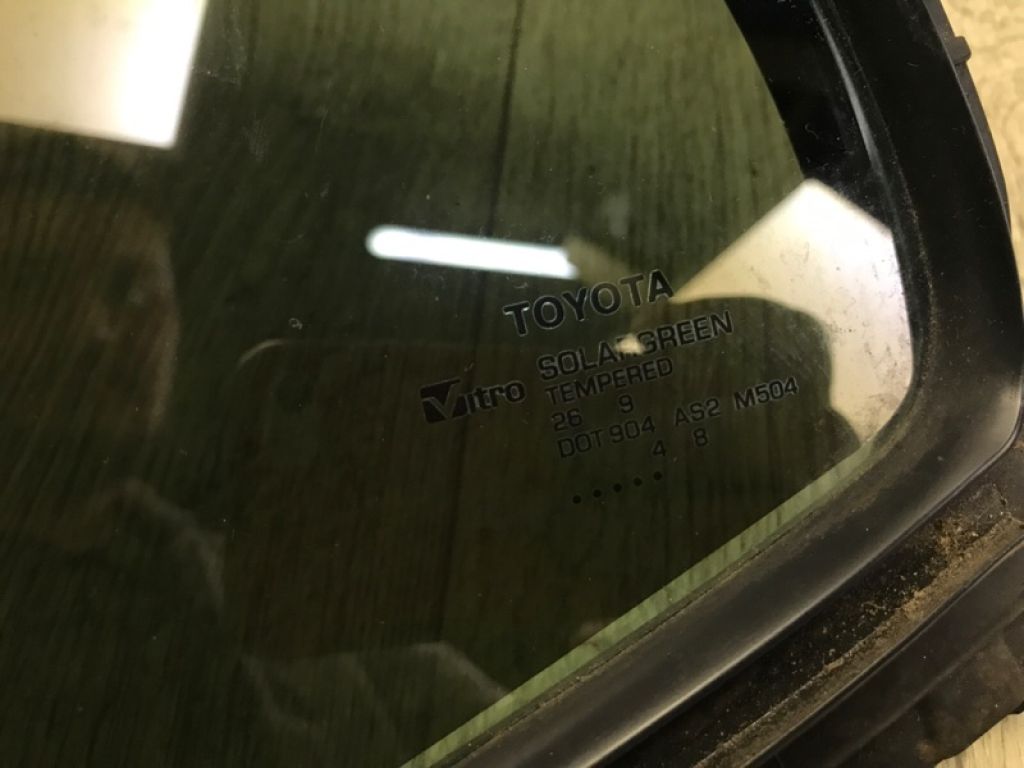 TOYOTA
SOLAR GREEN
Vitro TEMPERED
26 9
DOT 904 AS2 M504
4 8
.....